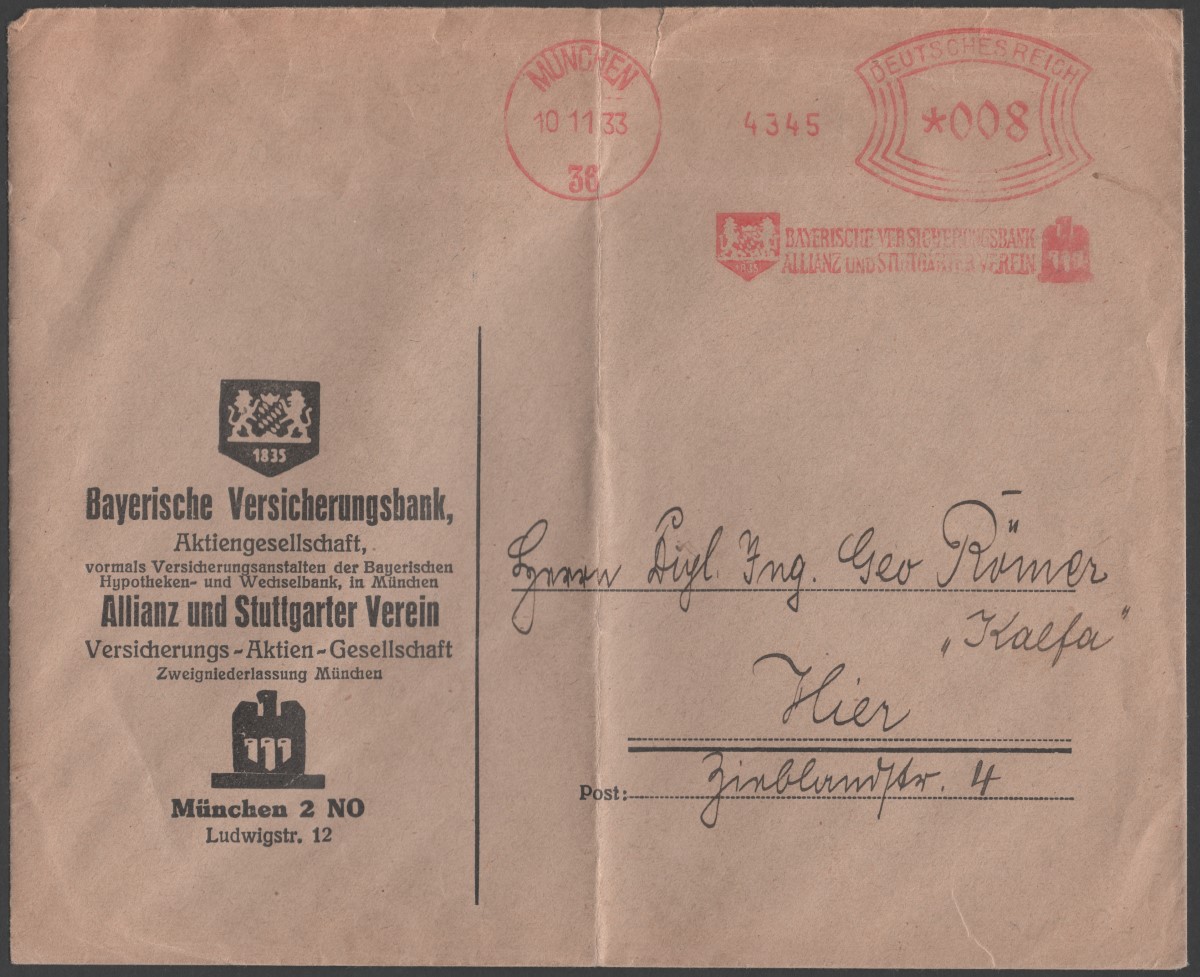 MÜNCHEN
10 11 33
36
4345
DEUTSCHES REICH
*008
BAYERISCHE VERSICHERUNGSBANK
ALLIANZ UND STUTTGARTER VEREIN
1835
Bayerische Versicherungsbank,
Aktiengesellschaft,
vormals Versicherungsanstalten der Bayerischen
Hypotheken- und Wechselbank, in München
Allianz und Stuttgarter Verein
Versicherungs-Aktien-Gesellschaft
Zweigniederlassung München
München 2 NO
Ludwigstr. 12
Herrn Dipl. Ing. Geo Römer
„Kalfa"
Hier
Post: Zieblandstr. 4